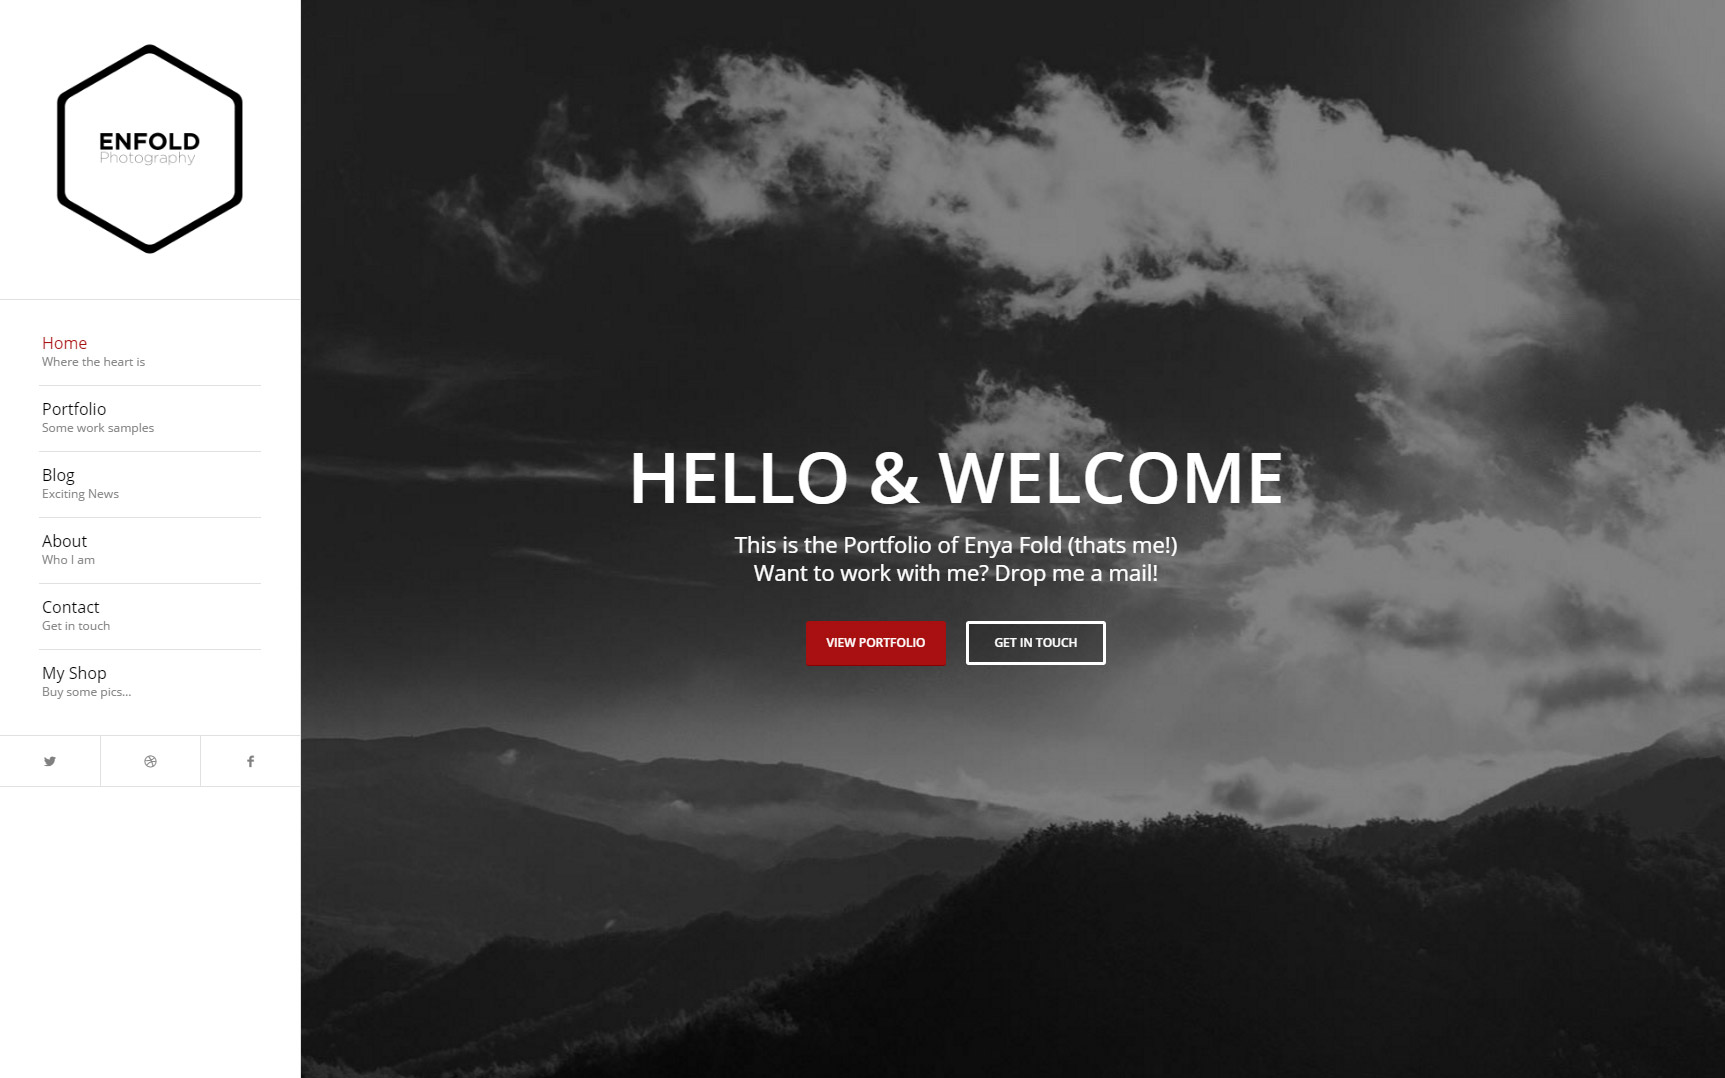 ENFOLD
Photography
Home
Where the heart is
Portfolio
Some work samples
Blog
Exciting News
About
Who I am
Contact
Get in touch
My Shop
Buy some pics...
HELLO & WELCOME
This is the Portfolio of Enya Fold (thats me!)
Want to work with me? Drop me a mail!
VIEW PORTFOLIO
GET IN TOUCH